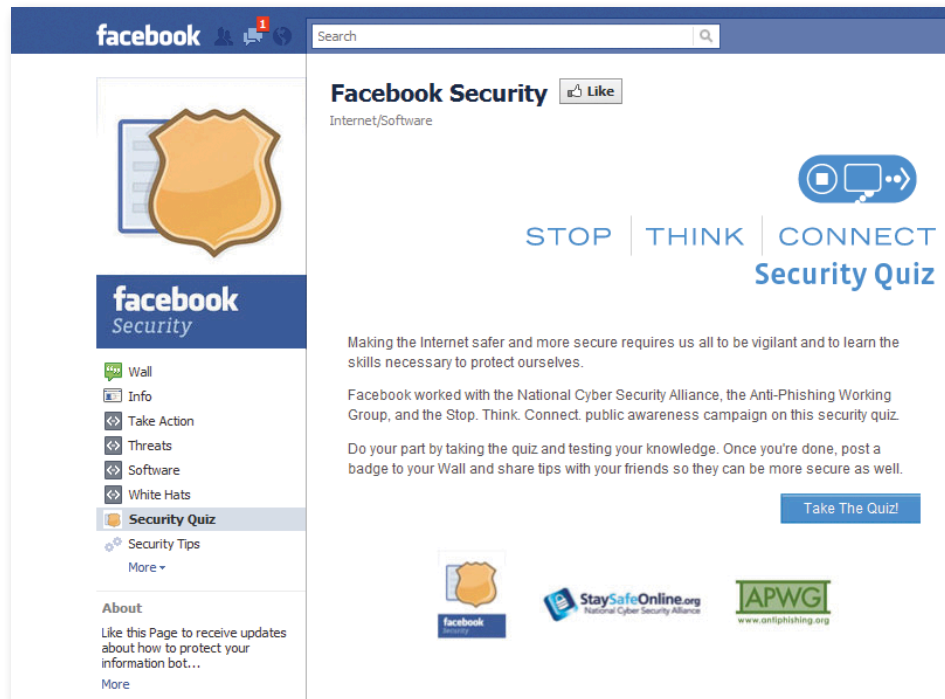 facebook
1
Search
Facebook Security
Like
Internet/Software
STOP THINK CONNECT
Security Quiz
facebook
Security
Wall
Info
Take Action
Threats
Software
White Hats
Security Quiz
Security Tips
More
About
Like this Page to receive updates
about how to protect your
information bot...
More
Making the Internet safer and more secure requires us all to be vigilant and to learn the
skills necessary to protect ourselves.
Facebook worked with the National Cyber Security Alliance, the Anti-Phishing Working
Group, and the Stop. Think. Connect. public awareness campaign on this security quiz.
Do your part by taking the quiz and testing your knowledge. Once you're done, post a
badge to your Wall and share tips with your friends so they can be more secure as well.
Take The Quiz!
facebook
Security
StaySafeOnline.org
National Cyber Security Alliance
APWG
www.antiphishing.org